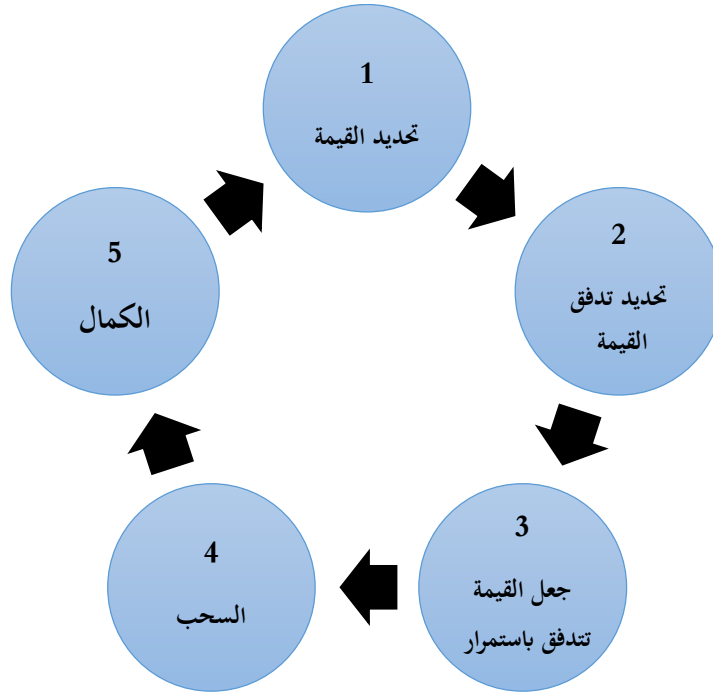 1
تحديد القيمة
2
تحديد تدفق
القيمة
3
جعل القيمة
تتدفق باستمرار
4
السحب
5
الكمال